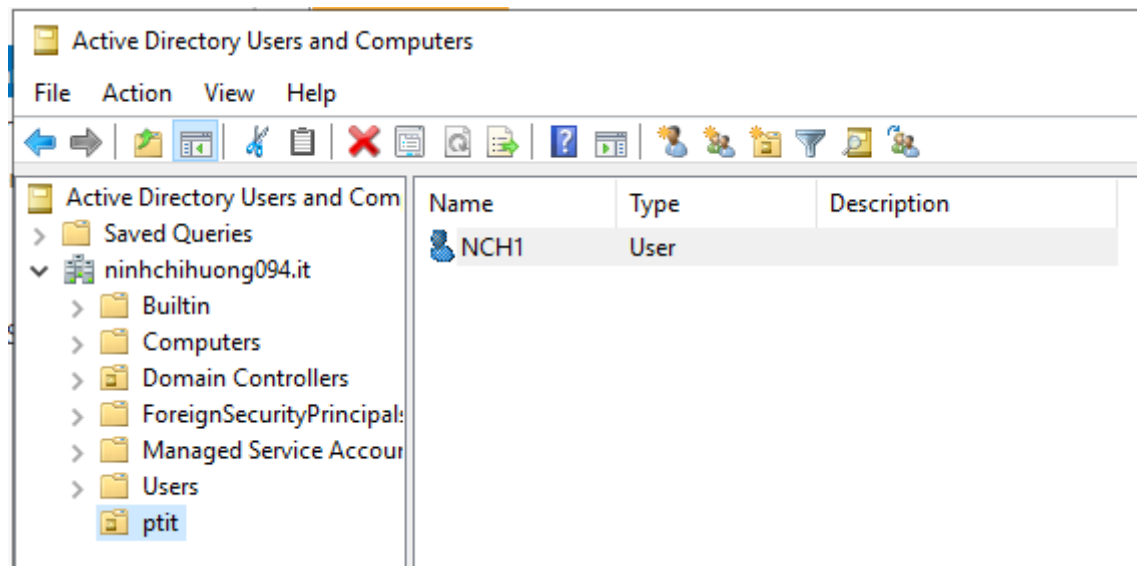 Active Directory Users and Computers
File Action View Help
Active Directory Users and Com
Saved Queries
ninhchihuong094.it
Builtin
Computers
Domain Controllers
ForeignSecurityPrincipals
Managed Service Accour
Users
ptit
Name Type Description
NCH1 User